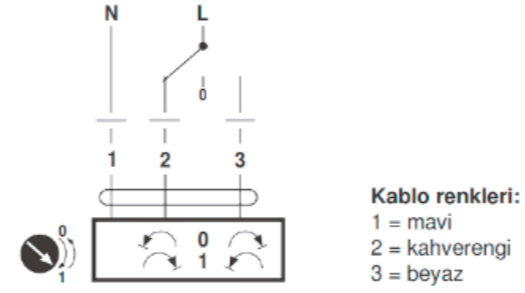 N L
0
1 2 3
0 0
1 1
Kablo renkleri:
1 = mavi
2 = kahverengi
3 = beyaz